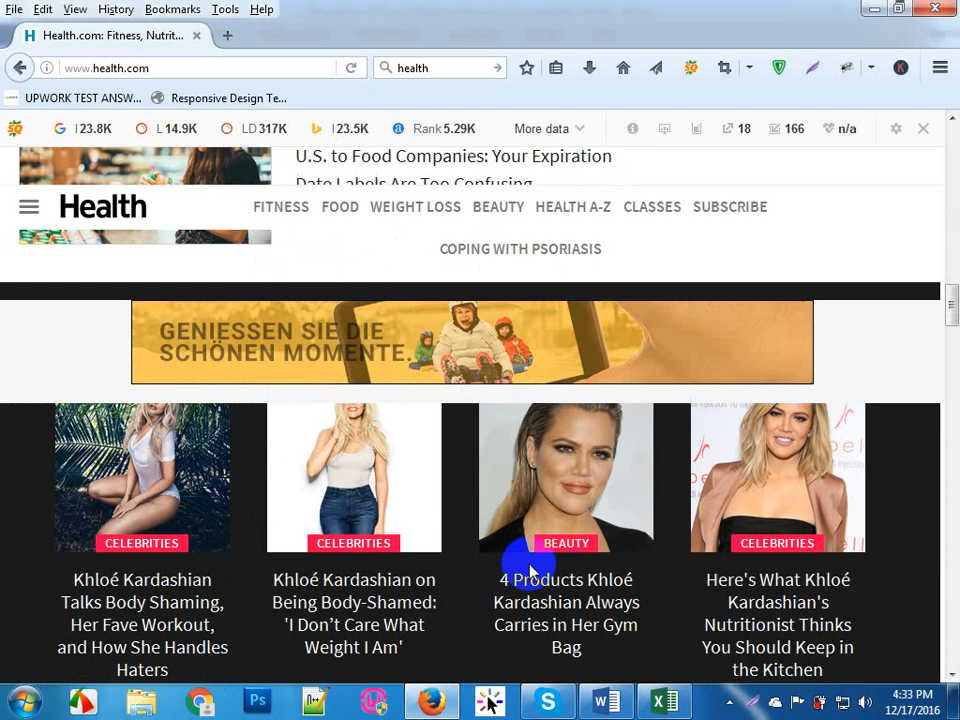 File Edit View History Bookmarks Tools Help
H Health.com: Fitness, Nutrit...
www.health.com
health
UPWORK TEST ANSW... Responsive Design Te...
I 23.8K L 14.9K LD 317K I 23.5K Rank 5.29K More data 18 166 n/a
U.S. to Food Companies: Your Expiration
Date Labels Are Too Confusing
Health FITNESS FOOD WEIGHT LOSS BEAUTY HEALTH A-Z CLASSES SUBSCRIBE
COPING WITH PSORIASIS
GENIESSEN SIE DIE
SCHÖNEN MOMENTE.
CELEBRITIES CELEBRITIES BEAUTY CELEBRITIES
Khloé Kardashian
Talks Body Shaming,
Her Fave Workout,
and How She Handles
Haters
Khloé Kardashian on
Being Body-Shamed:
'I Don't Care What
Weight I Am'
4 Products Khloé
Kardashian Always
Carries in Her Gym
Bag
Here's What Khloé
Kardashian's
Nutritionist Thinks
You Should Keep in
the Kitchen
4:33 PM
12/17/2016